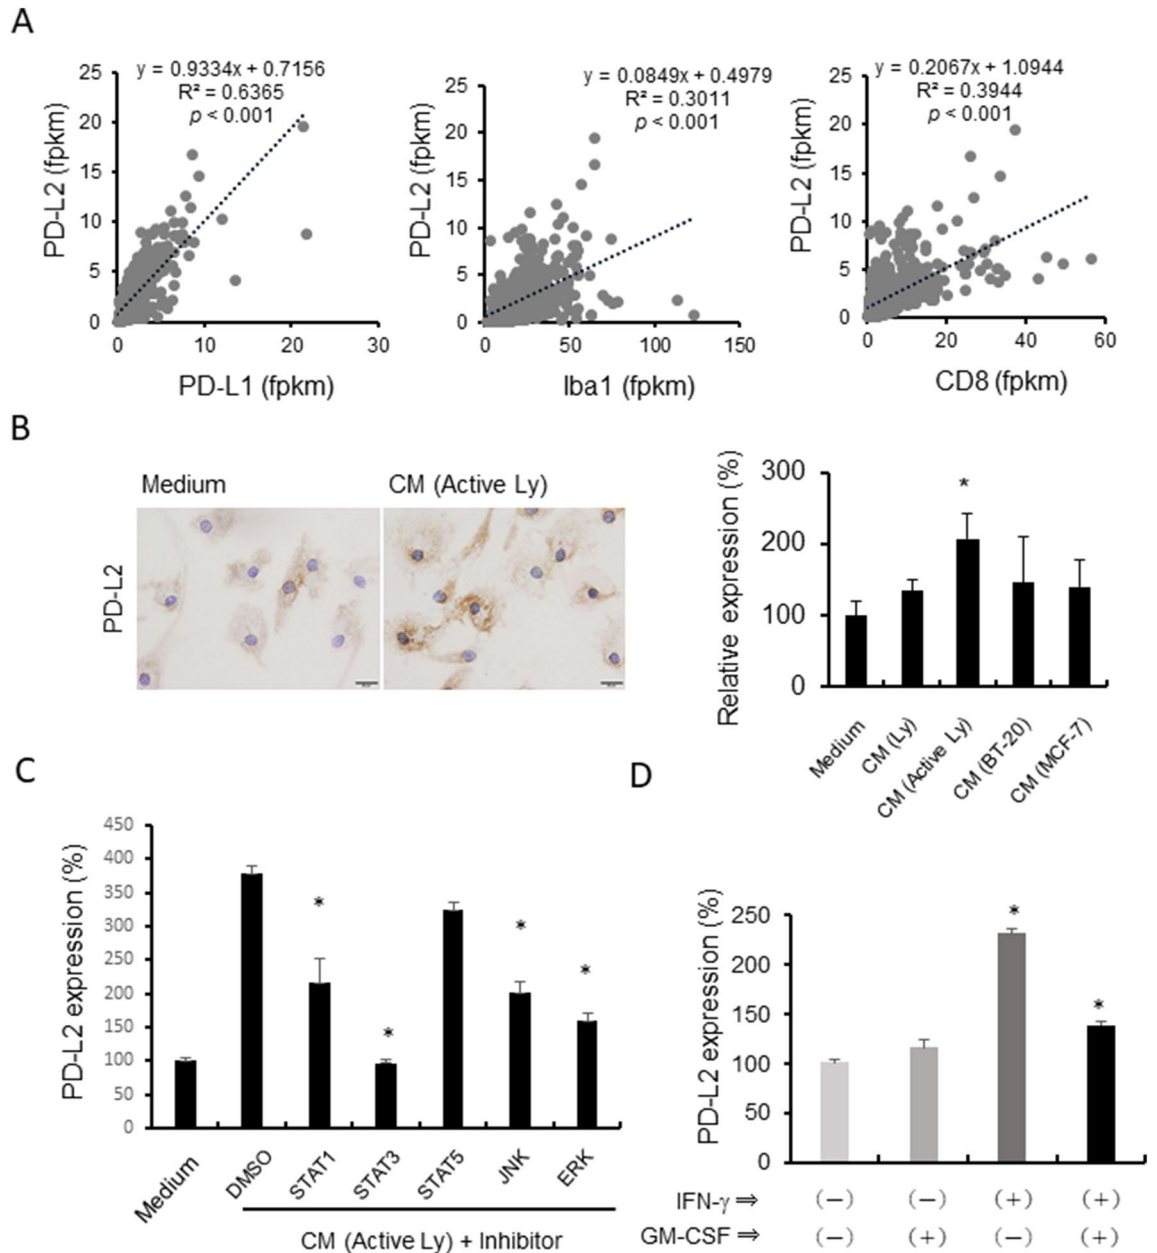 A
y = 0.9334x + 0.7156
R² = 0.6365
p < 0.001
25
20
15
10
5
0
PD-L2 (fpkm)
0 10 20 30
PD-L1 (fpkm)
y = 0.0849x + 0.4979
R² = 0.3011
p < 0.001
25
20
15
10
5
0
PD-L2 (fpkm)
0 50 100 150
Iba1 (fpkm)
y = 0.2067x + 1.0944
R² = 0.3944
p < 0.001
25
20
15
10
5
0
PD-L2 (fpkm)
0 20 40 60
CD8 (fpkm)
B
Medium
CM (Active Ly)
PD-L2
Relative expression (%)
300
200
100
0
*
Medium
CM (Ly)
CM (Active Ly)
CM (BT-20)
CM (MCF-7)
C
PD-L2 expression (%)
450
400
350
300
250
200
150
100
50
0
* * * *
Medium
DMSO
STAT1
STAT3
STAT5
JNK
ERK
CM (Active Ly) + Inhibitor
D
PD-L2 expression (%)
250
200
150
100
50
0
* *
IFN-γ ⇒ (−) (−) (+) (+)
GM-CSF ⇒ (−) (+) (−) (+)